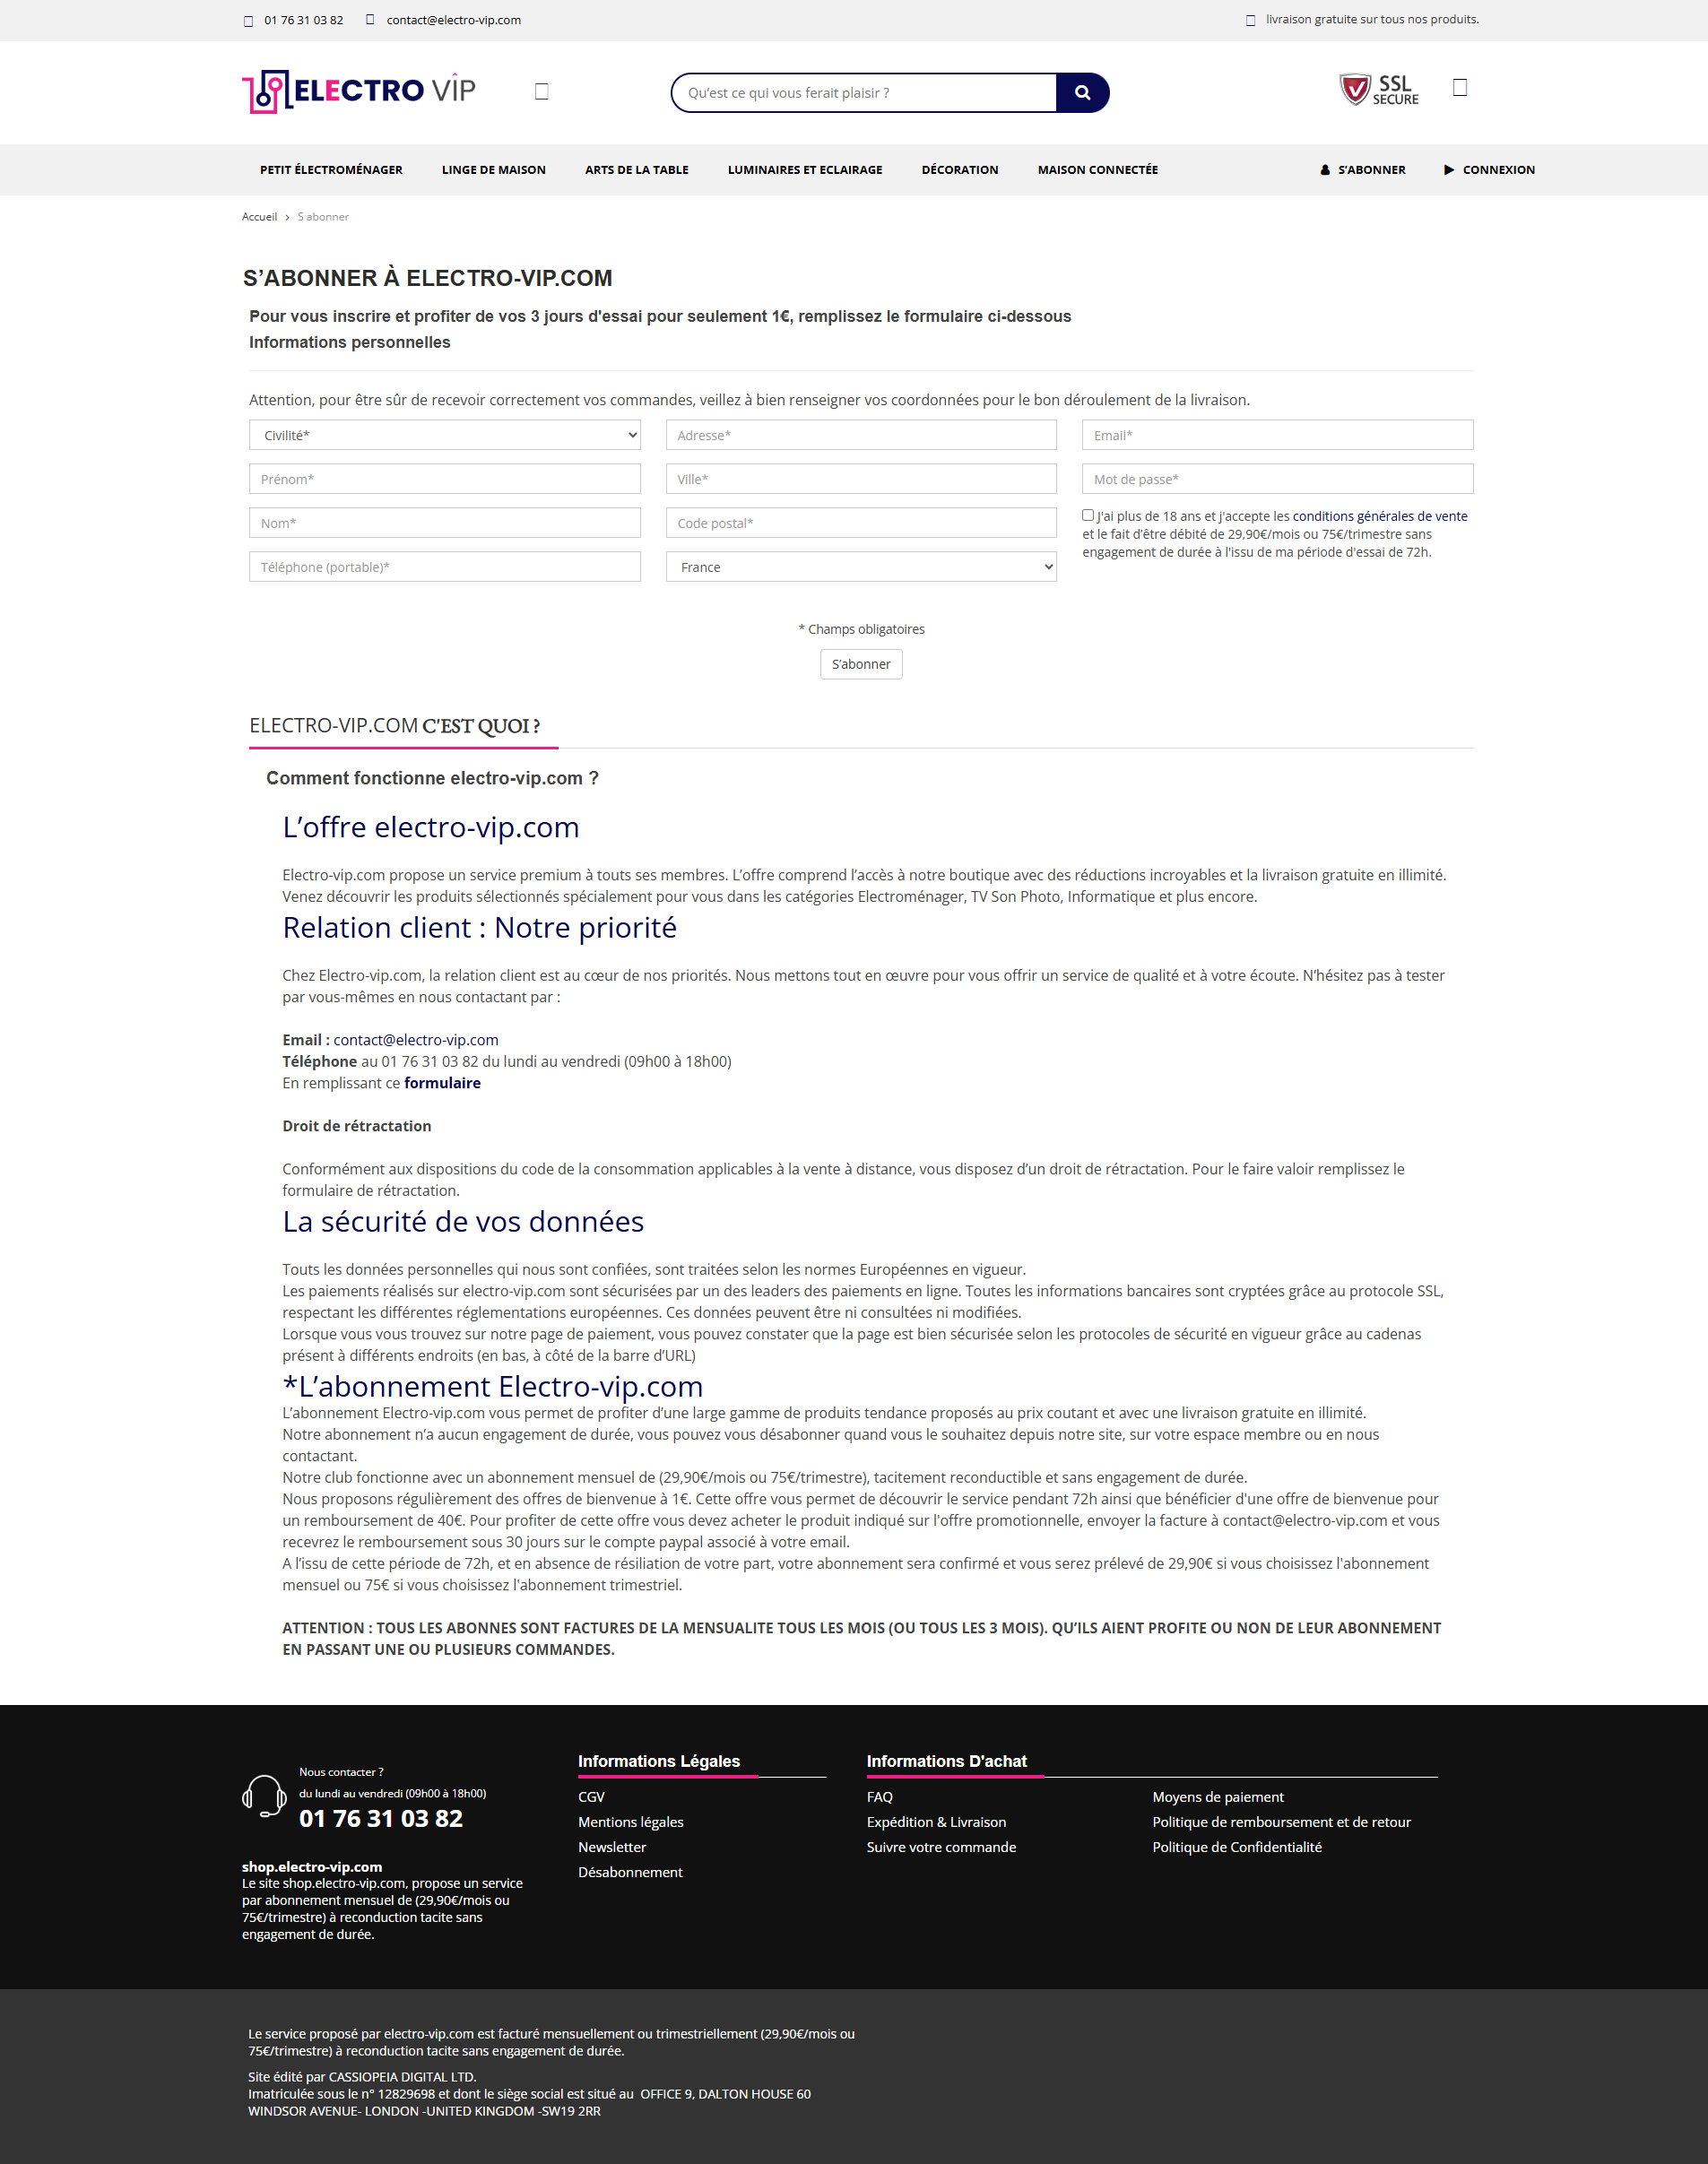 01 76 31 03 82 contact@electro-vip.com livraison gratuite sur tous nos produits.
ELECTRO VIP Qu’est ce qui vous ferait plaisir ? SSL SECURE
PETIT ÉLECTROMÉNAGER LINGE DE MAISON ARTS DE LA TABLE LUMINAIRES ET ECLAIRAGE DÉCORATION MAISON CONNECTÉE S’ABONNER CONNEXION
Accueil > S abonner
S’ABONNER À ELECTRO-VIP.COM
Pour vous inscrire et profiter de vos 3 jours d'essai pour seulement 1€, remplissez le formulaire ci-dessous
Informations personnelles
Attention, pour être sûr de recevoir correctement vos commandes, veillez à bien renseigner vos coordonnées pour le bon déroulement de la livraison.
Civilité* Adresse* Email*
Prénom* Ville* Mot de passe*
Nom* Code postal* J'ai plus de 18 ans et j'accepte les conditions générales de vente
et le fait d’être débité de 29,90€/mois ou 75€/trimestre sans
engagement de durée à l'issu de ma période d'essai de 72h.
Téléphone (portable)* France
* Champs obligatoires
S’abonner
ELECTRO-VIP.COM C'EST QUOI ?
Comment fonctionne electro-vip.com ?
L’offre electro-vip.com
Electro-vip.com propose un service premium à touts ses membres. L’offre comprend l’accès à notre boutique avec des réductions incroyables et la livraison gratuite en illimité.
Venez découvrir les produits sélectionnés spécialement pour vous dans les catégories Electroménager, TV Son Photo, Informatique et plus encore.
Relation client : Notre priorité
Chez Electro-vip.com, la relation client est au cœur de nos priorités. Nous mettons tout en œuvre pour vous offrir un service de qualité et à votre écoute. N’hésitez pas à tester
par vous-mêmes en nous contactant par :
Email : contact@electro-vip.com
Téléphone au 01 76 31 03 82 du lundi au vendredi (09h00 à 18h00)
En remplissant ce formulaire
Droit de rétractation
Conformément aux dispositions du code de la consommation applicables à la vente à distance, vous disposez d’un droit de rétractation. Pour le faire valoir remplissez le
formulaire de rétractation.
La sécurité de vos données
Touts les données personnelles qui nous sont confiées, sont traitées selon les normes Européennes en vigueur.
Les paiements réalisés sur electro-vip.com sont sécurisées par un des leaders des paiements en ligne. Toutes les informations bancaires sont cryptées grâce au protocole SSL,
respectant les différentes réglementations européennes. Ces données peuvent être ni consultées ni modifiées.
Lorsque vous vous trouvez sur notre page de paiement, vous pouvez constater que la page est bien sécurisée selon les protocoles de sécurité en vigueur grâce au cadenas
présent à différents endroits (en bas, à côté de la barre d’URL)
*L’abonnement Electro-vip.com
L’abonnement Electro-vip.com vous permet de profiter d’une large gamme de produits tendance proposés au prix coutant et avec une livraison gratuite en illimité.
Notre abonnement n’a aucun engagement de durée, vous pouvez vous désabonner quand vous le souhaitez depuis notre site, sur votre espace membre ou en nous
contactant.
Notre club fonctionne avec un abonnement mensuel de (29,90€/mois ou 75€/trimestre), tacitement reconductible et sans engagement de durée.
Nous proposons régulièrement des offres de bienvenue à 1€. Cette offre vous permet de découvrir le service pendant 72h ainsi que bénéficier d'une offre de bienvenue pour
un remboursement de 40€. Pour profiter de cette offre vous devez acheter le produit indiqué sur l'offre promotionnelle, envoyer la facture à contact@electro-vip.com et vous
recevrez le remboursement sous 30 jours sur le compte paypal associé à votre email.
A l’issu de cette période de 72h, et en absence de résiliation de votre part, votre abonnement sera confirmé et vous serez prélevé de 29,90€ si vous choisissez l'abonnement
mensuel ou 75€ si vous choisissez l'abonnement trimestriel.
ATTENTION : TOUS LES ABONNES SONT FACTURES DE LA MENSUALITE TOUS LES MOIS (OU TOUS LES 3 MOIS). QU’ILS AIENT PROFITE OU NON DE LEUR ABONNEMENT
EN PASSANT UNE OU PLUSIEURS COMMANDES.
Nous contacter ?
du lundi au vendredi (09h00 à 18h00)
01 76 31 03 82
shop.electro-vip.com
Le site shop.electro-vip.com, propose un service
par abonnement mensuel de (29,90€/mois ou
75€/trimestre) à reconduction tacite sans
engagement de durée.
Informations Légales
CGV
Mentions légales
Newsletter
Désabonnement
Informations D'achat
FAQ
Expédition & Livraison
Suivre votre commande
Moyens de paiement
Politique de remboursement et de retour
Politique de Confidentialité
Le service proposé par electro-vip.com est facturé mensuellement ou trimestriellement (29,90€/mois ou
75€/trimestre) à reconduction tacite sans engagement de durée.
Site édité par CASSIOPEIA DIGITAL LTD.
Imatriculée sous le n° 12829698 et dont le siège social est situé au OFFICE 9, DALTON HOUSE 60
WINDSOR AVENUE- LONDON -UNITED KINGDOM -SW19 2RR